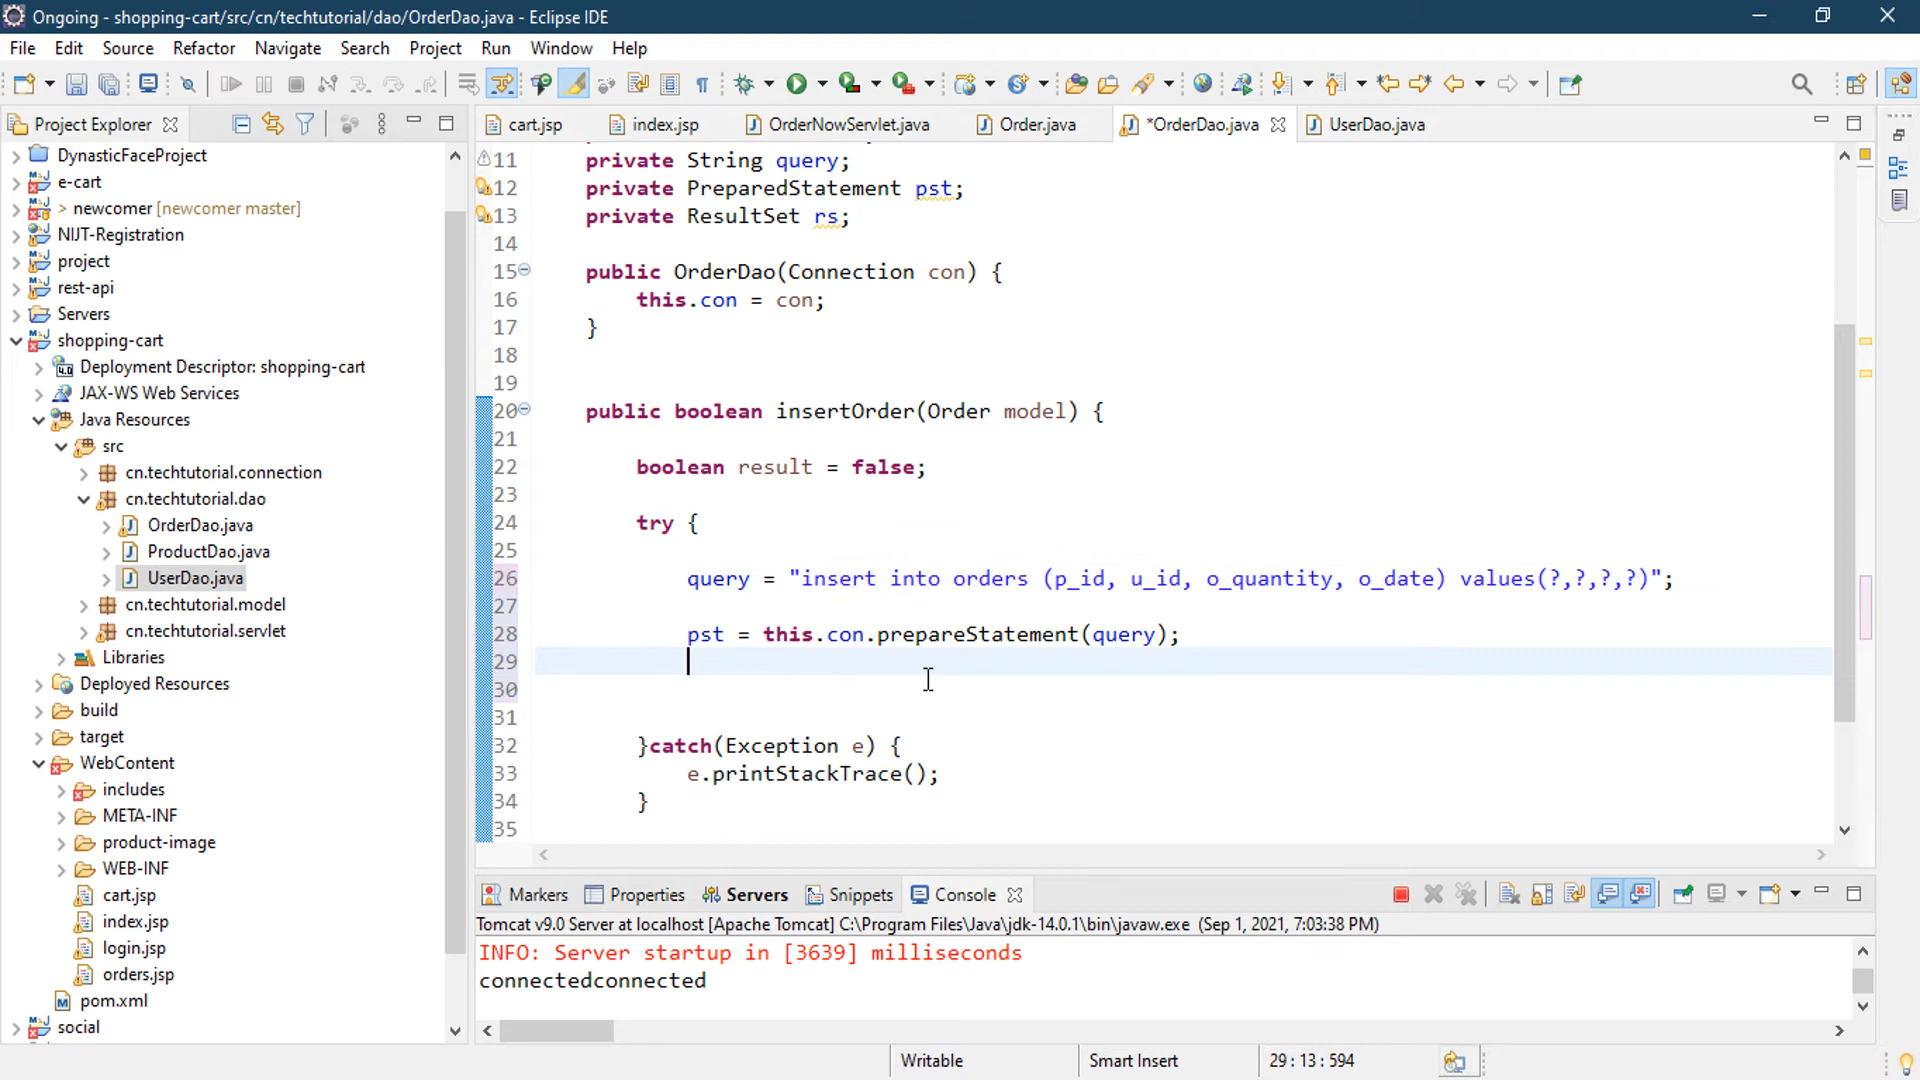 Ongoing - shopping-cart/src/cn/techtutorial/dao/OrderDao.java - Eclipse IDE
File Edit Source Refactor Navigate Search Project Run Window Help
Project Explorer
cart.jsp index.jsp OrderNowServlet.java Order.java *OrderDao.java UserDao.java
DynasticFaceProject
e-cart
> newcomer [newcomer master]
NIJT-Registration
project
rest-api
Servers
shopping-cart
Deployment Descriptor: shopping-cart
JAX-WS Web Services
Java Resources
src
cn.techtutorial.connection
cn.techtutorial.dao
OrderDao.java
ProductDao.java
UserDao.java
cn.techtutorial.model
cn.techtutorial.servlet
Libraries
Deployed Resources
build
target
WebContent
includes
META-INF
product-image
WEB-INF
cart.jsp
index.jsp
login.jsp
orders.jsp
pom.xml
social
11 private String query;
12 private PreparedStatement pst;
13 private ResultSet rs;
14
15 public OrderDao(Connection con) {
16 this.con = con;
17 }
18
19
20 public boolean insertOrder(Order model) {
21
22 boolean result = false;
23
24 try {
25
26 query = "insert into orders (p_id, u_id, o_quantity, o_date) values(?,?,?,?)";
27
28 pst = this.con.prepareStatement(query);
29
30
31
32 }catch(Exception e) {
33 e.printStackTrace();
34 }
35
Markers Properties Servers Snippets Console
Tomcat v9.0 Server at localhost [Apache Tomcat] C:\Program Files\Java\jdk-14.0.1\bin\javaw.exe (Sep 1, 2021, 7:03:38 PM)
INFO: Server startup in [3639] milliseconds
connectedconnected
Writable Smart Insert 29 : 13 : 594